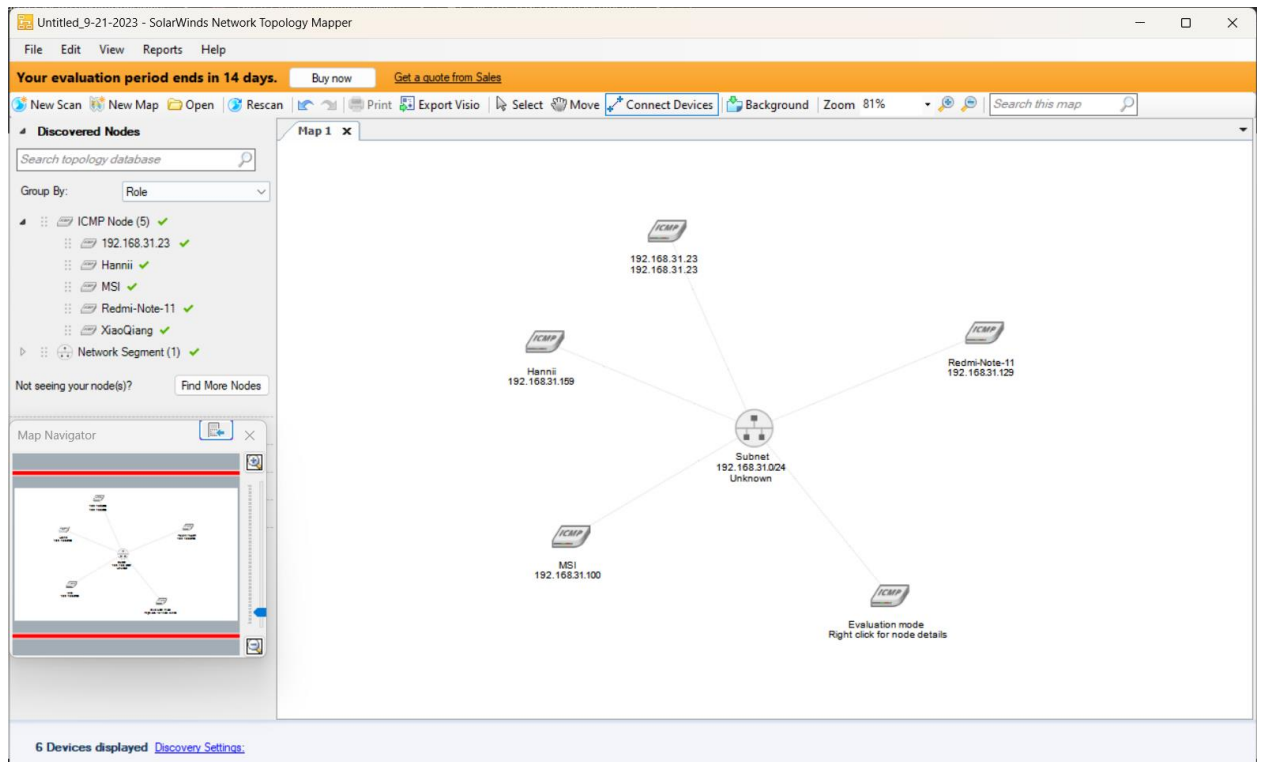 Untitled_9-21-2023 - SolarWinds Network Topology Mapper
File Edit View Reports Help
Your evaluation period ends in 14 days. Buy now Get a quote from Sales
New Scan New Map Open Rescan Print Export Visio Select Move Connect Devices Background Zoom 81% Search this map
Discovered Nodes
Search topology database
Group By: Role
ICMP Node (5)
192.168.31.23
Hannii
MSI
Redmi-Note-11
XiaoQiang
Network Segment (1)
Not seeing your node(s)? Find More Nodes
Map Navigator
Map 1
ICMP
192.168.31.23
192.168.31.23
ICMP
Hannii
192.168.31.159
ICMP
Redmi-Note-11
192.168.31.129
Subnet
192.168.31.0/24
Unknown
ICMP
MSI
192.168.31.100
ICMP
Evaluation mode
Right click for node details
6 Devices displayed Discovery Settings: